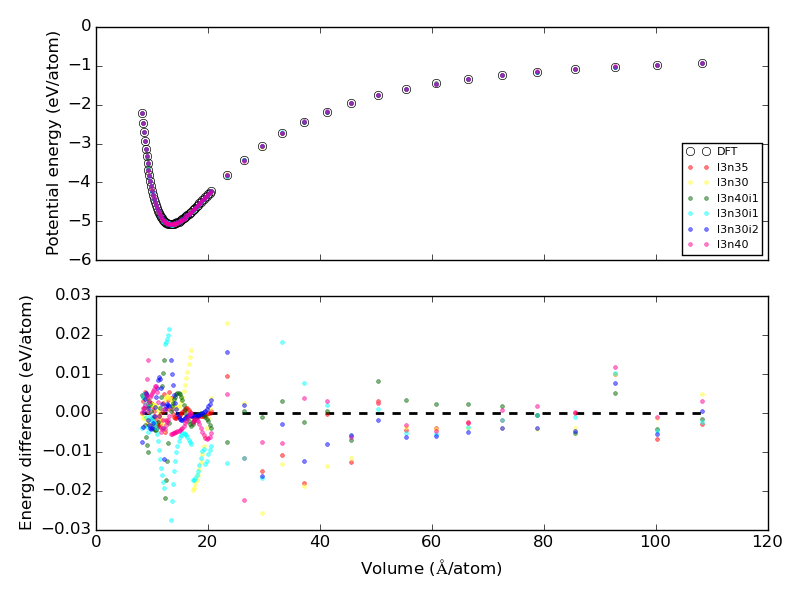 0
−1
−2
−3
−4
−5
−6
Potential energy (eV/atom)
DFT
l3n35
l3n30
l3n40i1
l3n30i1
l3n30i2
l3n40
0.03
0.02
0.01
0.00
−0.01
−0.02
−0.03
Energy difference (eV/atom)
0 20 40 60 80 100 120
Volume (Å/atom)